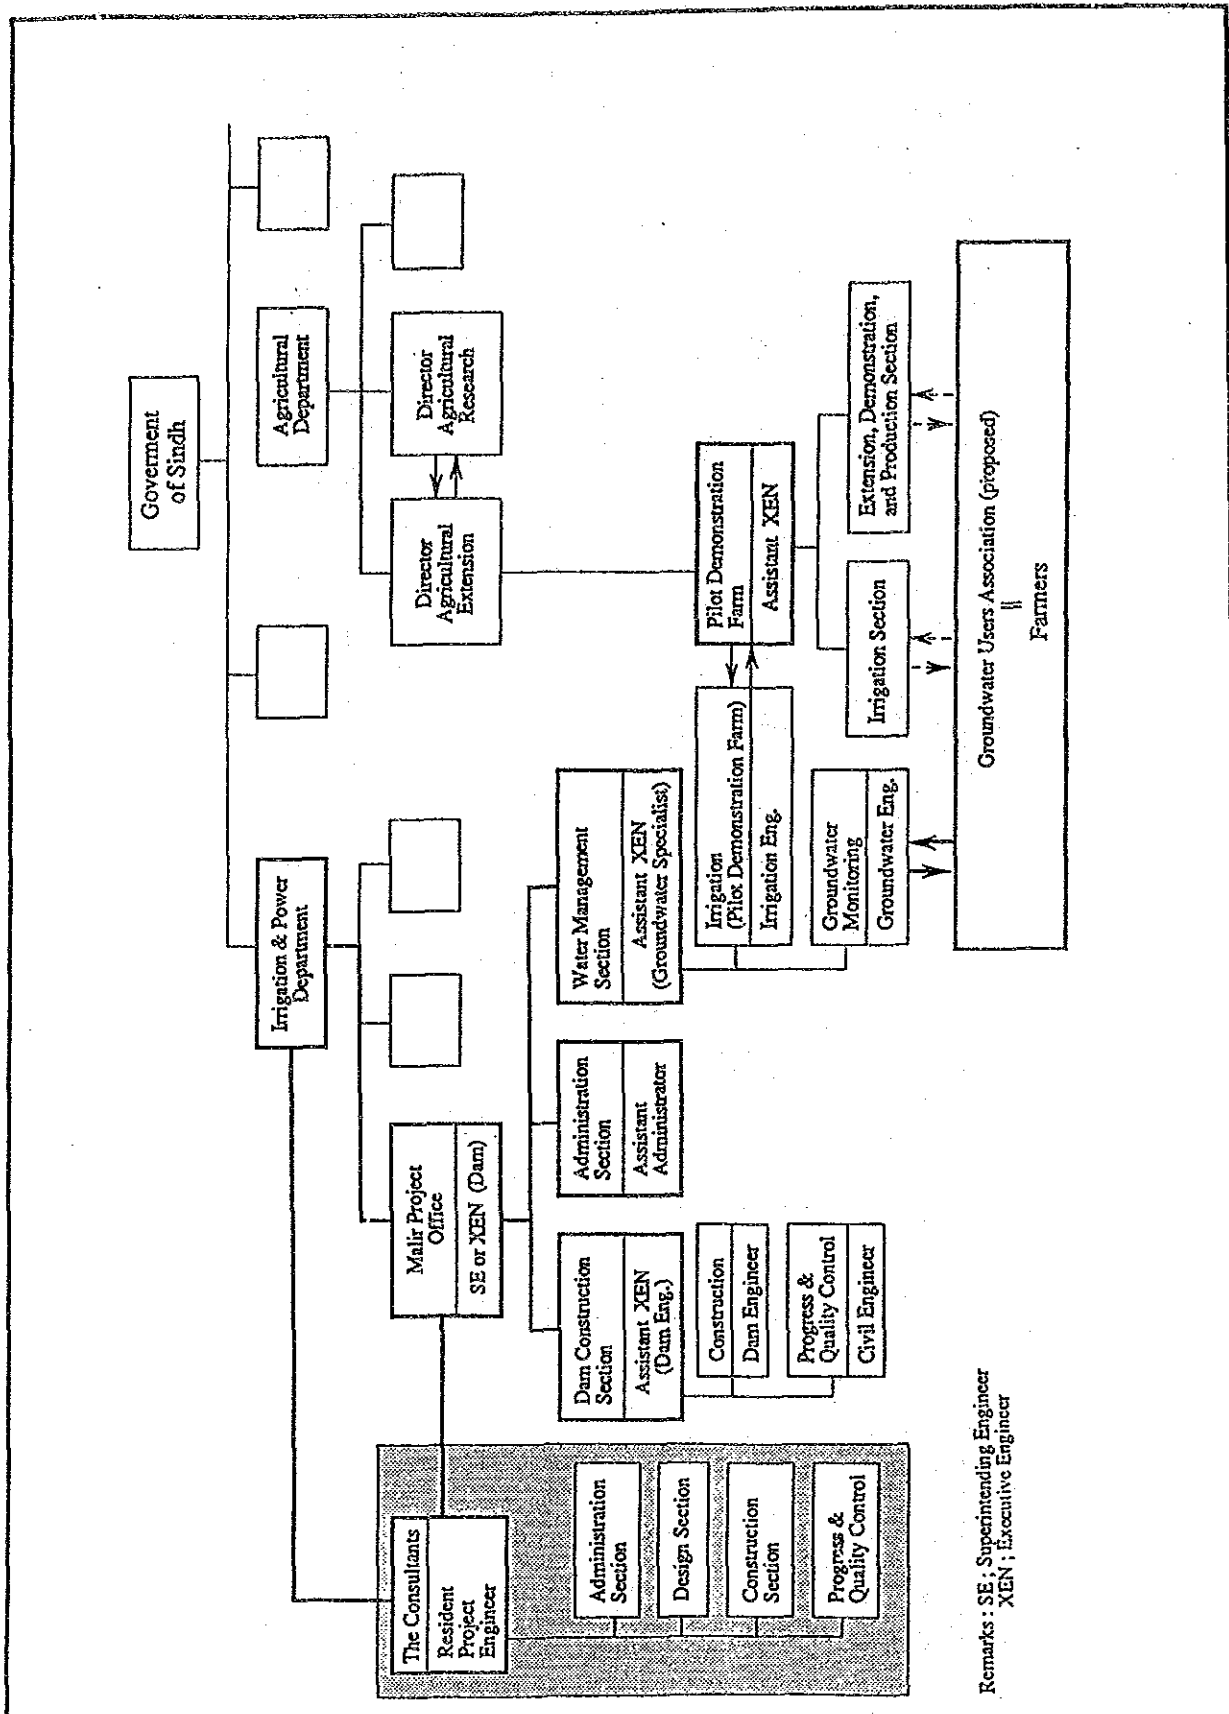 Goverment
of Sindh
Irrigation & Power
Department
Agricultural
Department
The Consultants
Resident
Project
Engineer
Malir Project
Office
SE or XEN (Dam)
Director
Agricultural
Extension
Director
Agricultural
Research
Administration
Section
Design Section
Construction
Section
Progress &
Quality Control
Dam Construction
Section
Assistant XEN
(Dam Eng.)
Construction
Dam Engineer
Progress &
Quality Control
Civil Engineer
Administration
Section
Assistant
Administrator
Water Management
Section
Assistant XEN
(Groundwater Specialist)
Irrigation
(Pilot Demonstration Farm)
Irrigation Eng.
Groundwater
Monitoring
Groundwater Eng.
Pilot Demonstration
Farm
Assistant XEN
Irrigation Section
Extension, Demonstration,
and Production Section
Groundwater Users Association (proposed)
||
Farmers
Remarks : SE ; Superintending Engineer
XEN ; Executive Engineer